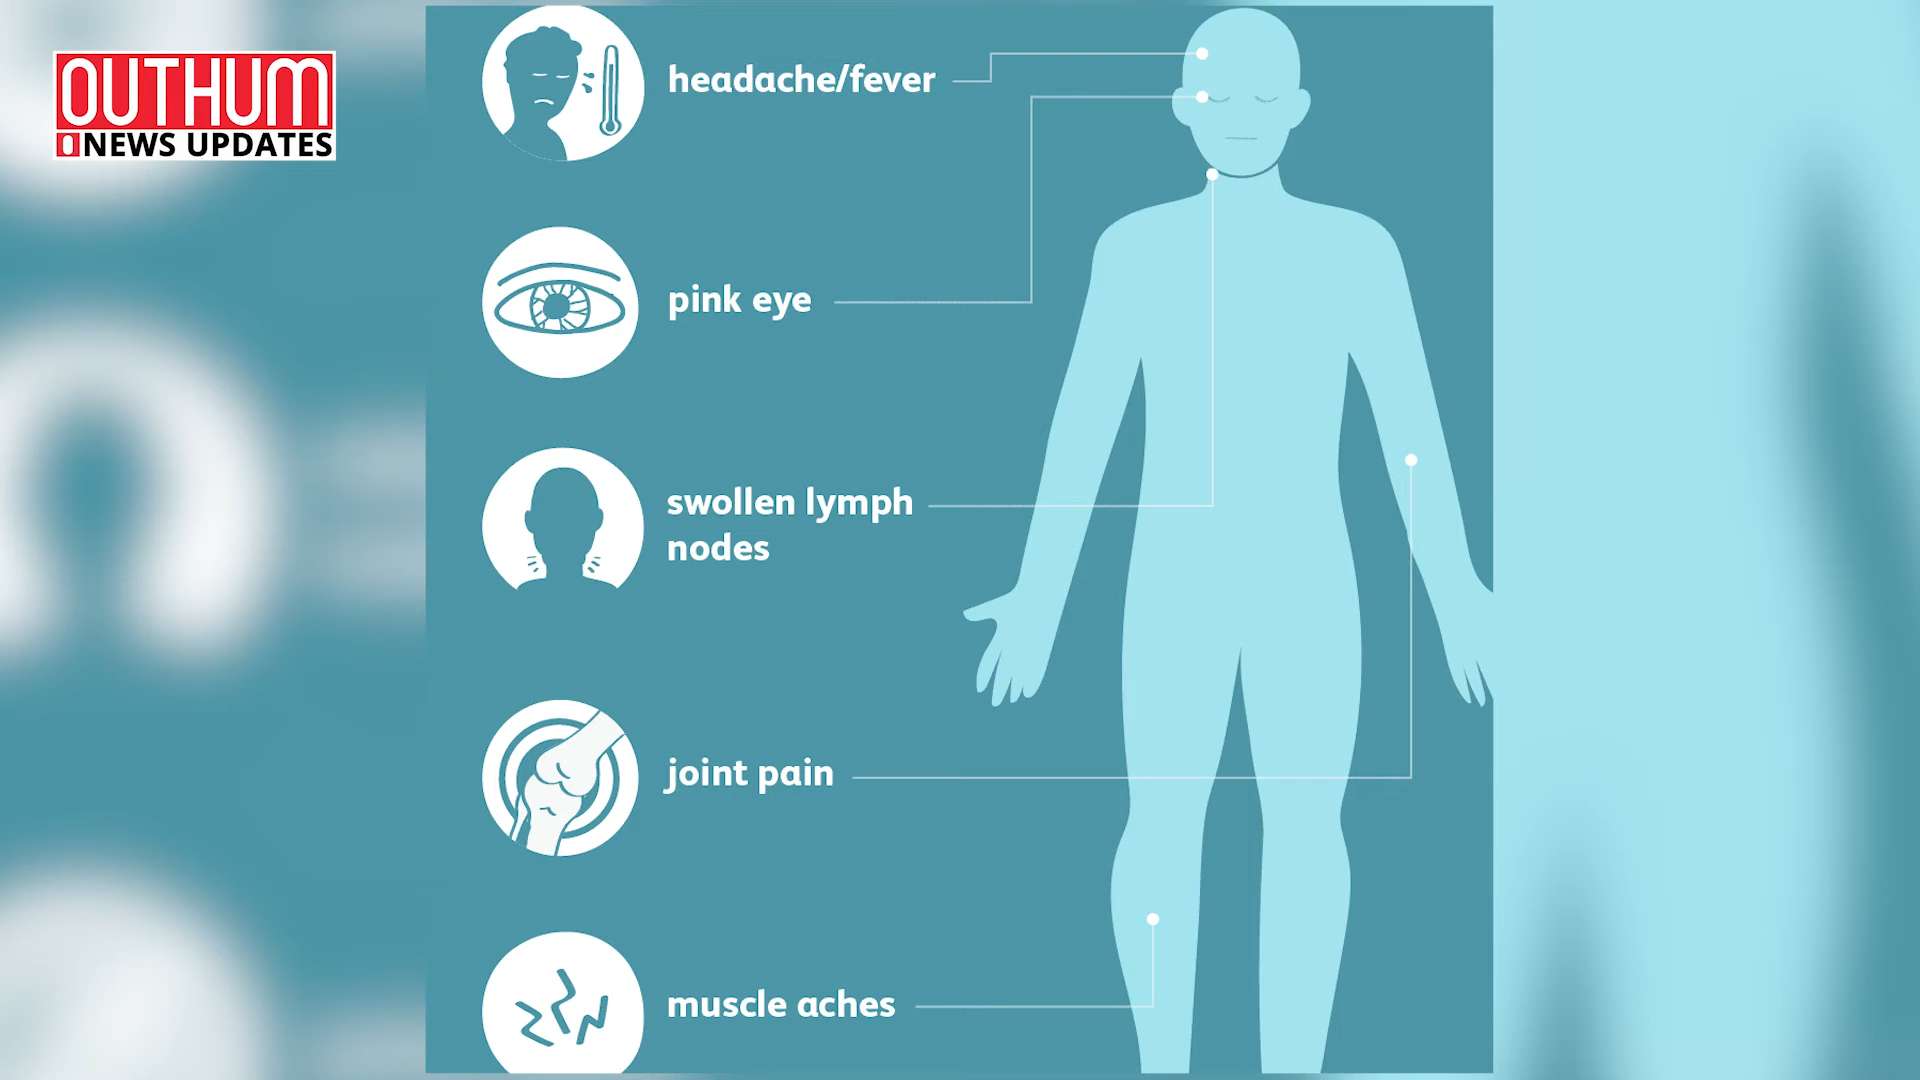 OUTHUM
NEWS UPDATES
headache/fever
pink eye
swollen lymph
nodes
joint pain
muscle aches